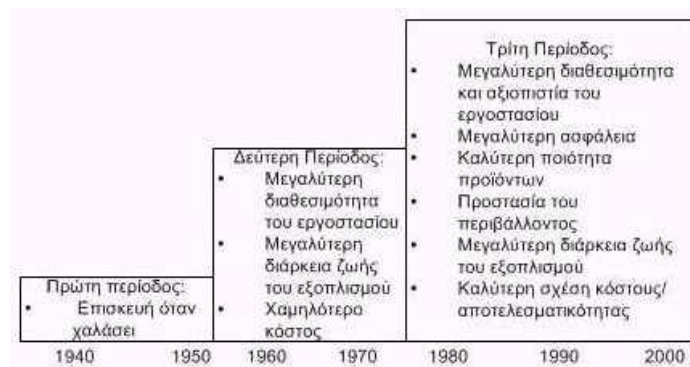 Πρώτη περίοδος:
• Επισκευή όταν
χαλάσει
Δεύτερη Περίοδος:
• Μεγαλύτερη
διαθεσιμότητα
του εργοστασίου
• Μεγαλύτερη
διάρκεια ζωής
του εξοπλισμού
• Χαμηλότερο
κόστος
Τρίτη Περίοδος:
• Μεγαλύτερη διαθεσιμότητα
και αξιοπιστία του
εργοστασίου
• Μεγαλύτερη ασφάλεια
• Καλύτερη ποιότητα
προϊόντων
• Προστασία του
περιβάλλοντος
• Μεγαλύτερη διάρκεια ζωής
του εξοπλισμού
• Καλύτερη σχέση κόστους/
αποτελεσματικότητας
1940 1950 1960 1970 1980 1990 2000